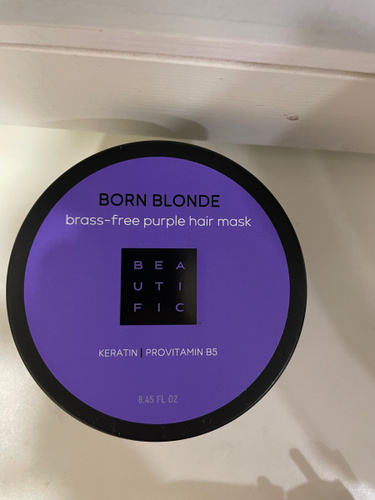 BORN BLONDE
brass-free purple hair mask
BEA
UTI
FIC
KERATIN | PROVITAMIN B5
8.45 FL OZ